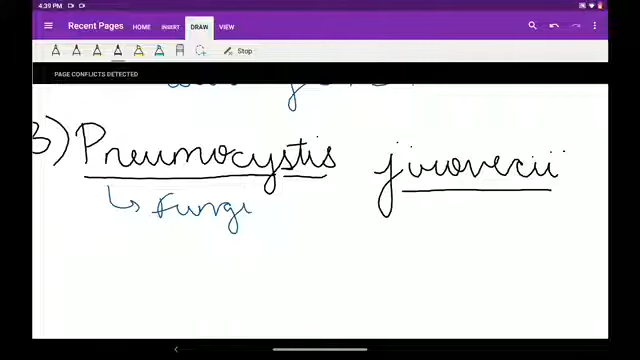 4:39 PM
Recent Pages HOME INSERT DRAW VIEW
Stop
PAGE CONFLICTS DETECTED
3) Pneumocystis jirovecii
Fungi